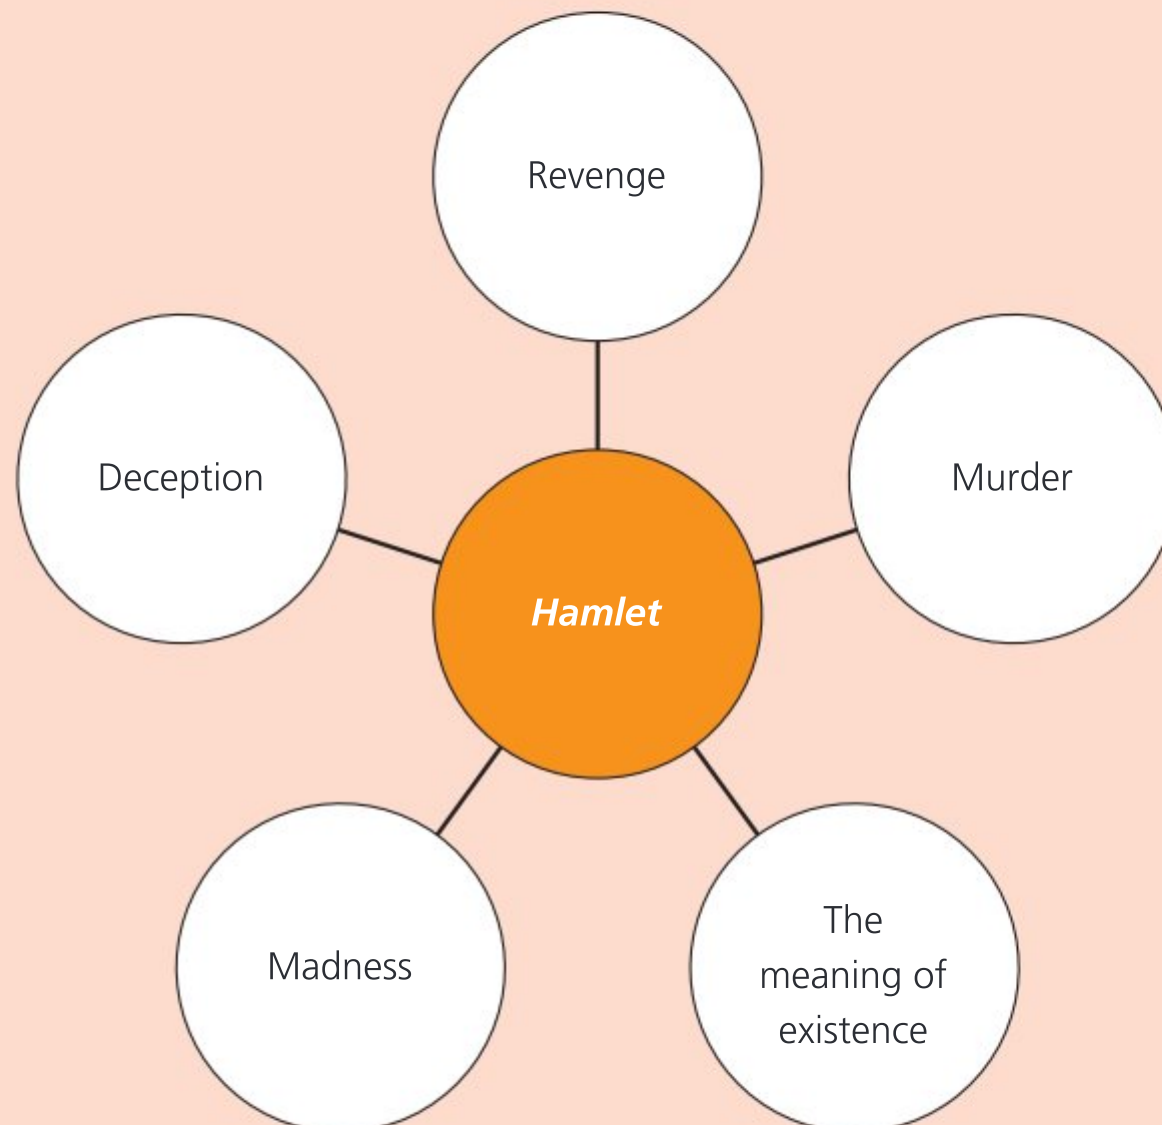 Revenge
Deception
Murder
Hamlet
Madness
The
meaning of
existence